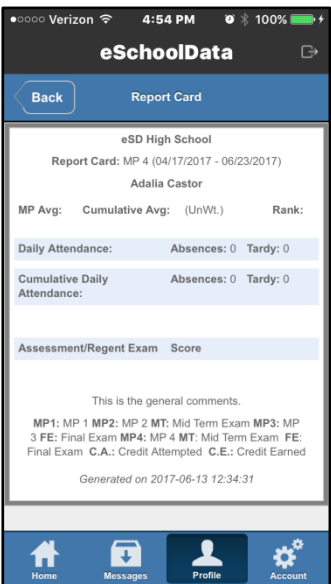 Verizon 4:54 PM 100%
eSchoolData
Back Report Card
eSD High School
Report Card: MP 4 (04/17/2017 - 06/23/2017)
Adalia Castor
MP Avg: Cumulative Avg: (UnWt.) Rank:
Daily Attendance: Absences: 0 Tardy: 0
Cumulative Daily Absences: 0 Tardy: 0
Attendance:
Assessment/Regent Exam Score
This is the general comments.
MP1: MP 1 MP2: MP 2 MT: Mid Term Exam MP3: MP
3 FE: Final Exam MP4: MP 4 MT: Mid Term Exam FE:
Final Exam C.A.: Credit Attempted C.E.: Credit Earned
Generated on 2017-06-13 12:34:31
Home Messages Profile Account